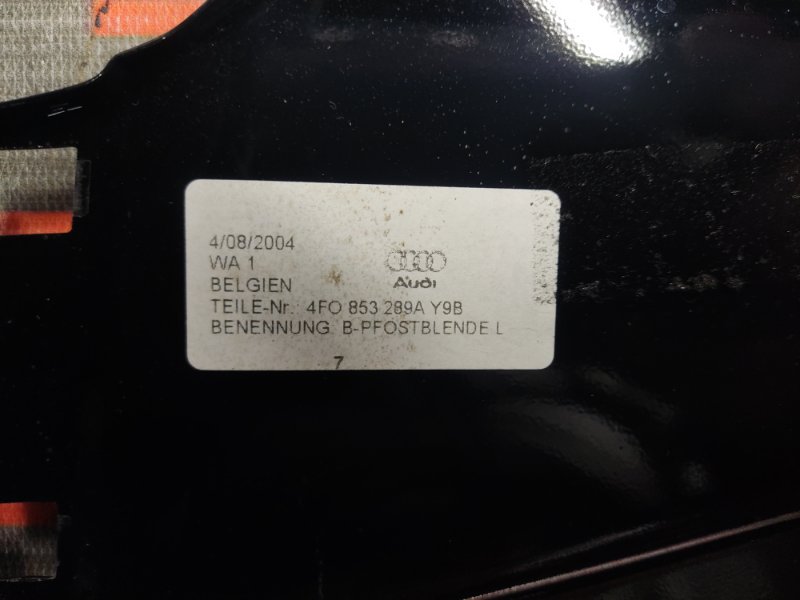 4/08/2004
WA 1
Audi
BELGIEN
TEILE-Nr.: 4FO 853 289A Y9B
BENENNUNG: B-PFOSTBLENDE L
7